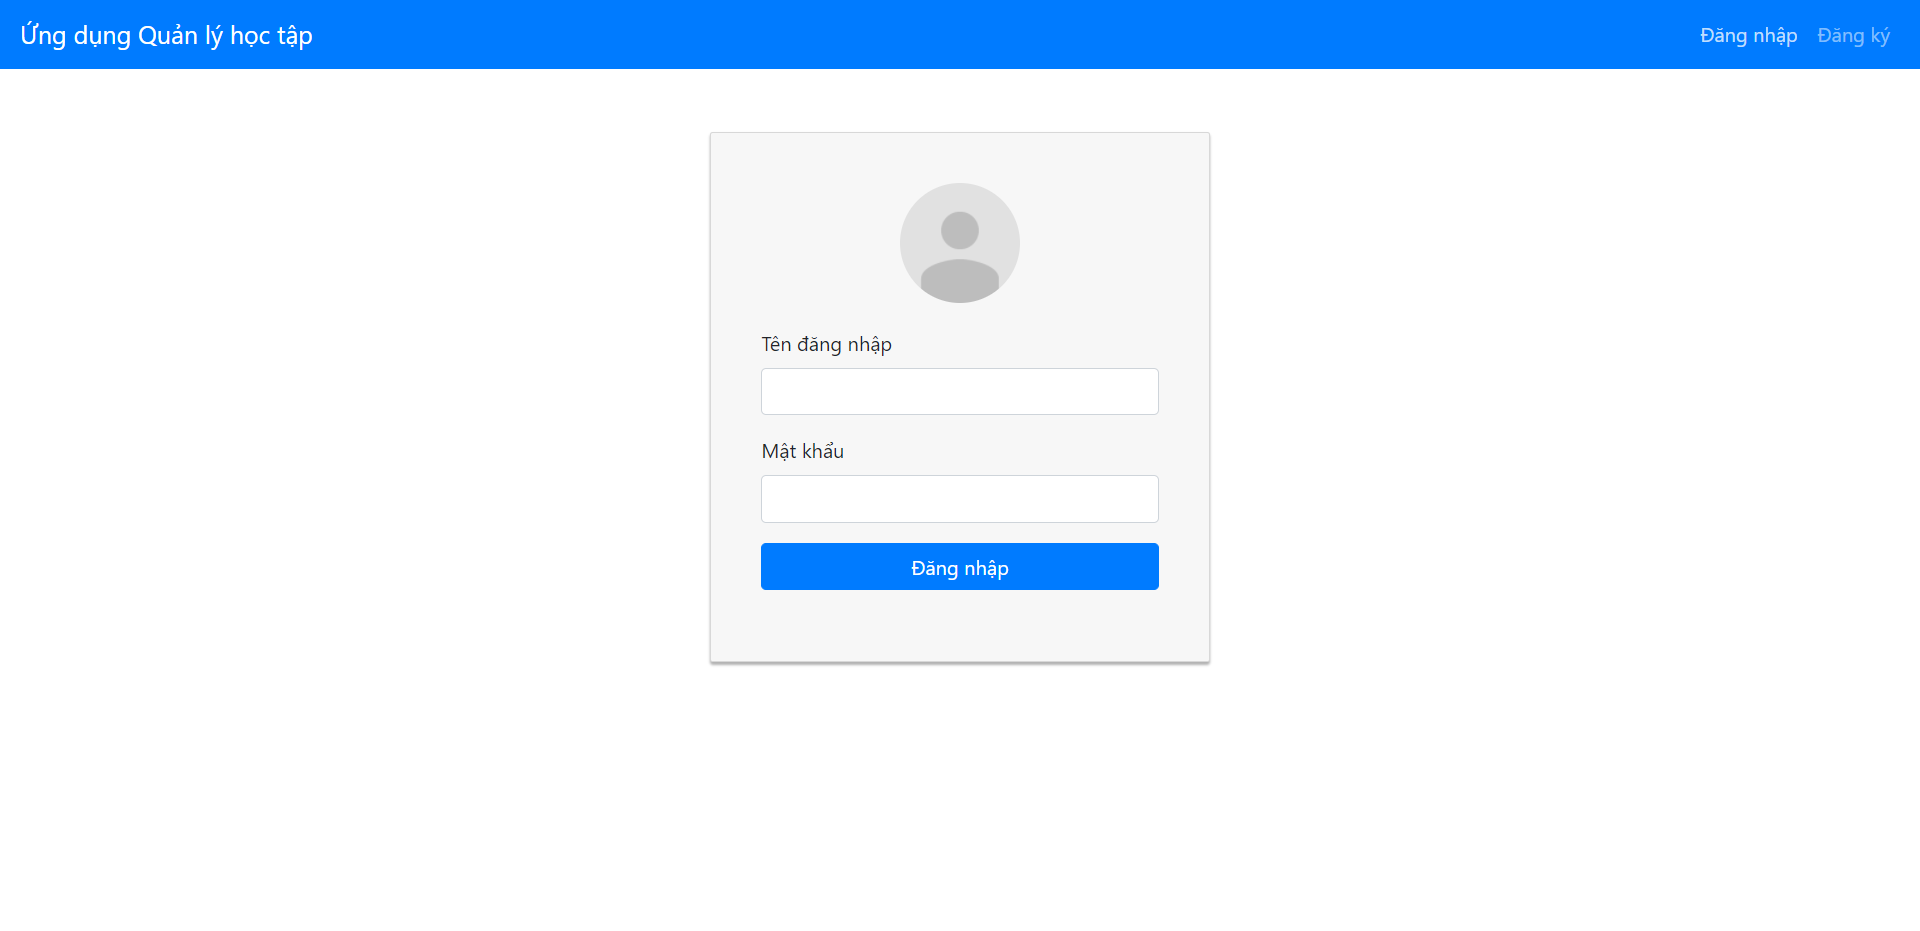 Ứng dụng Quản lý học tập
Đăng nhập
Đăng ký
Tên đăng nhập
Mật khẩu
Đăng nhập